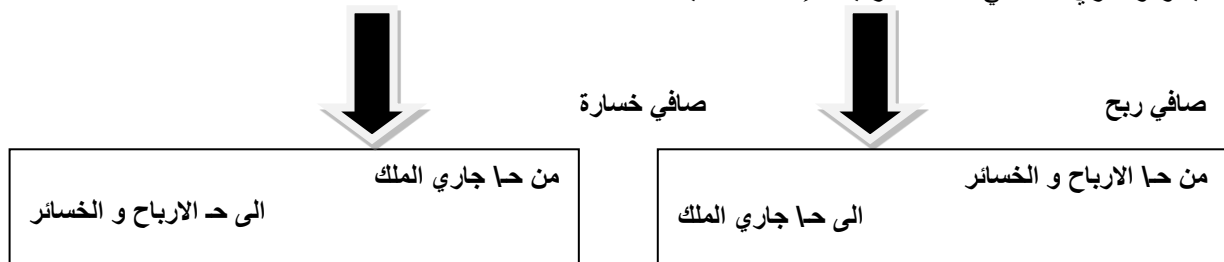 صافي ربح
صافي خسارة
من حـ\ الارباح و الخسائر
الى حـ\ جاري الملك
من حـ\ جاري الملك
الى حـ الارباح و الخسائر